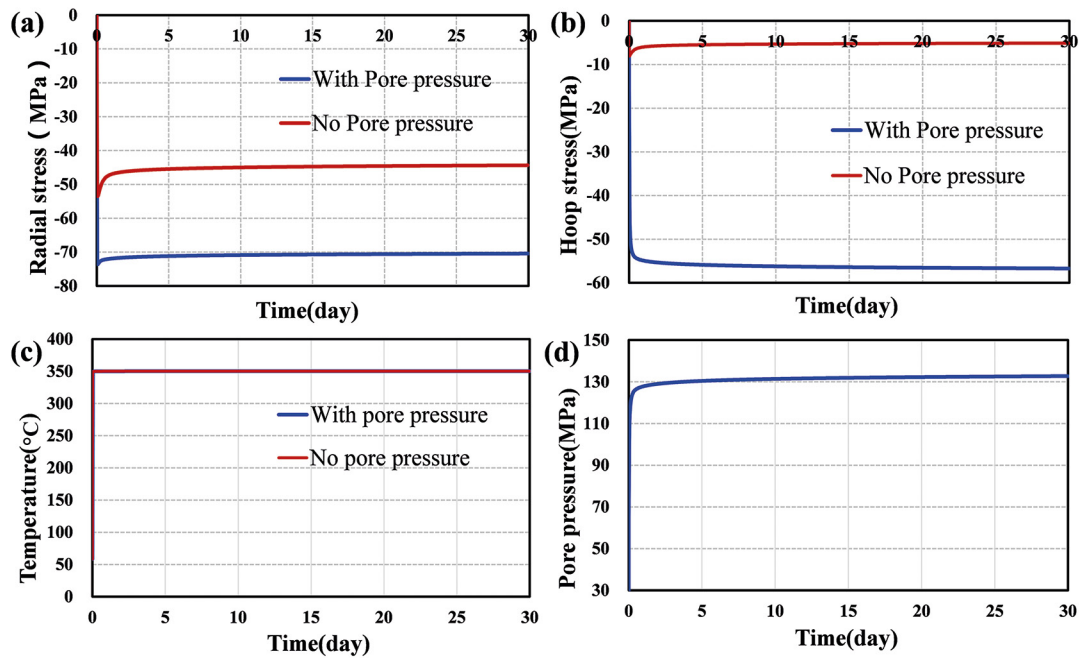 (a)
Radial stress ( MPa)
0
-10
-20
-30
-40
-50
-60
-70
-80
0 5 10 15 20 25 30
With Pore pressure
No Pore pressure
Time(day)
(b)
Hoop stress(MPa)
0
-10
-20
-30
-40
-50
-60
0 5 10 15 20 25 30
With Pore pressure
No Pore pressure
Time(day)
(c)
Temperature(°C)
400
350
300
250
200
150
100
50
0
With pore pressure
No pore pressure
0 5 10 15 20 25 30
Time(day)
(d)
Pore pressure(MPa)
150
130
110
90
70
50
30
0 5 10 15 20 25 30
Time(day)